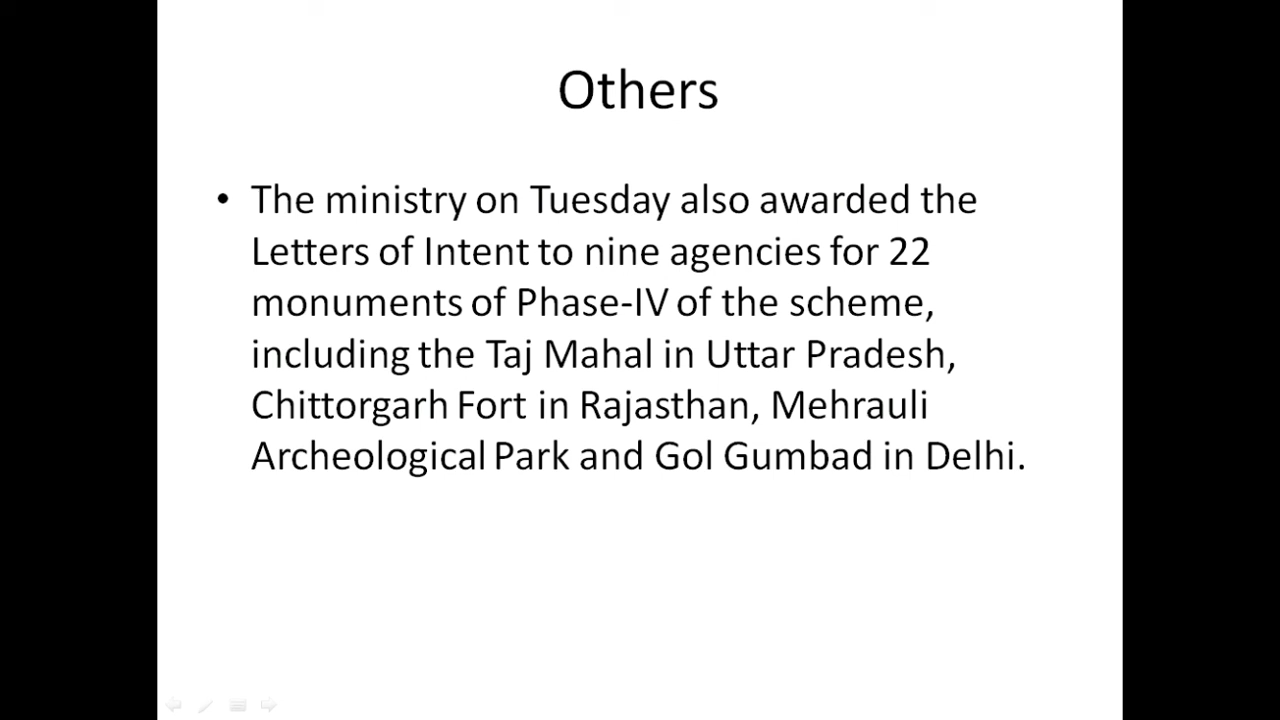 Others
• The ministry on Tuesday also awarded the
Letters of Intent to nine agencies for 22
monuments of Phase-IV of the scheme,
including the Taj Mahal in Uttar Pradesh,
Chittorgarh Fort in Rajasthan, Mehrauli
Archeological Park and Gol Gumbad in Delhi.